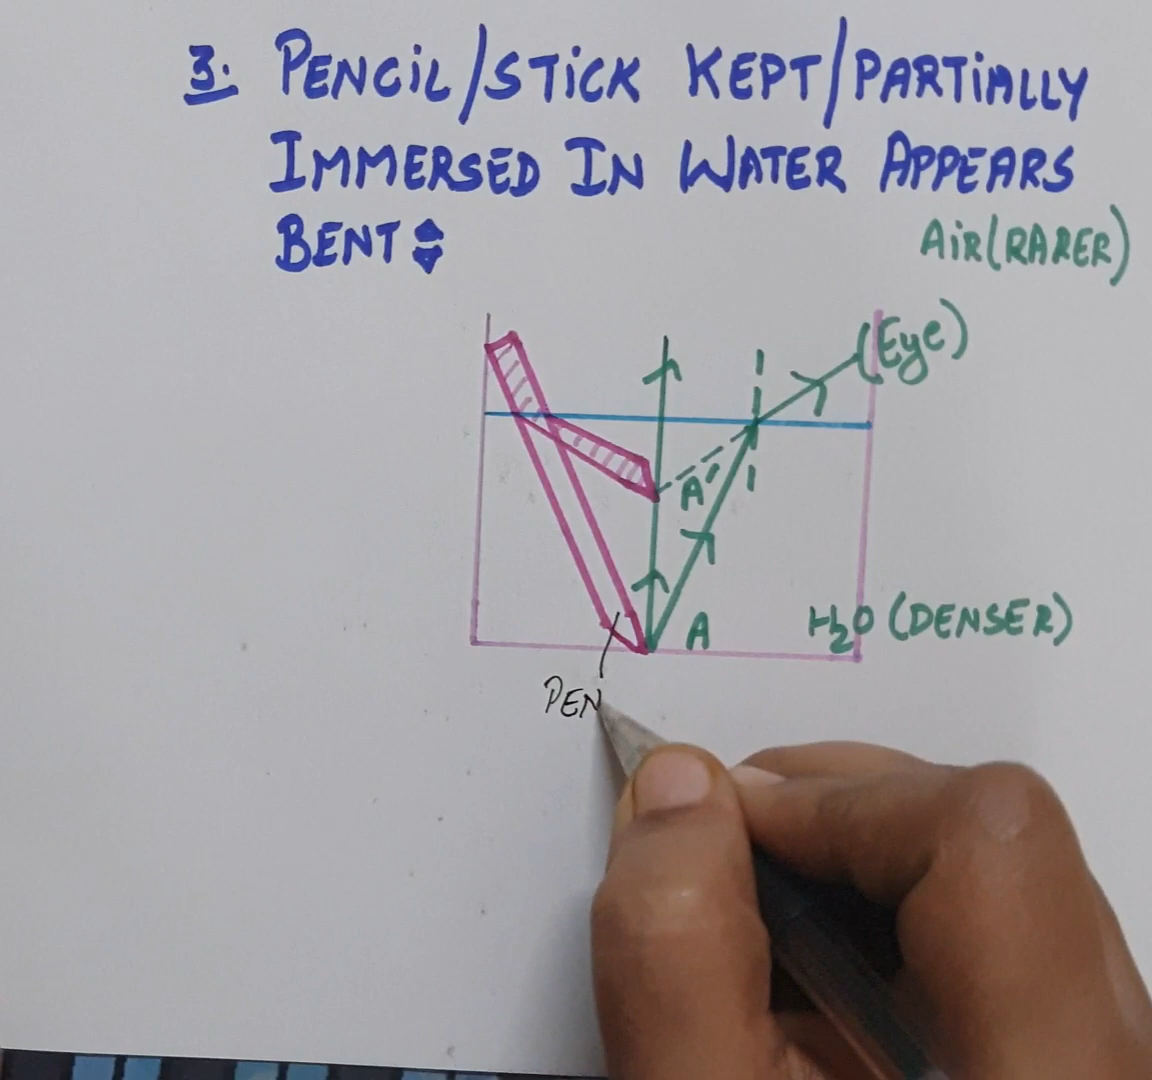 3. PENCIL/STICK KEPT/PARTIALLY
IMMERSED IN WATER APPEARS
BENT
AIR(RARER)
(Eye)
A'
A
H₂O (DENSER)
PEN